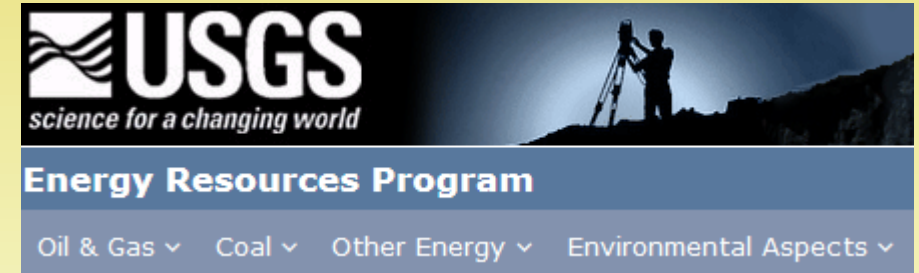 USGS
science for a changing world
Energy Resources Program
Oil & Gas Coal Other Energy Environmental Aspects